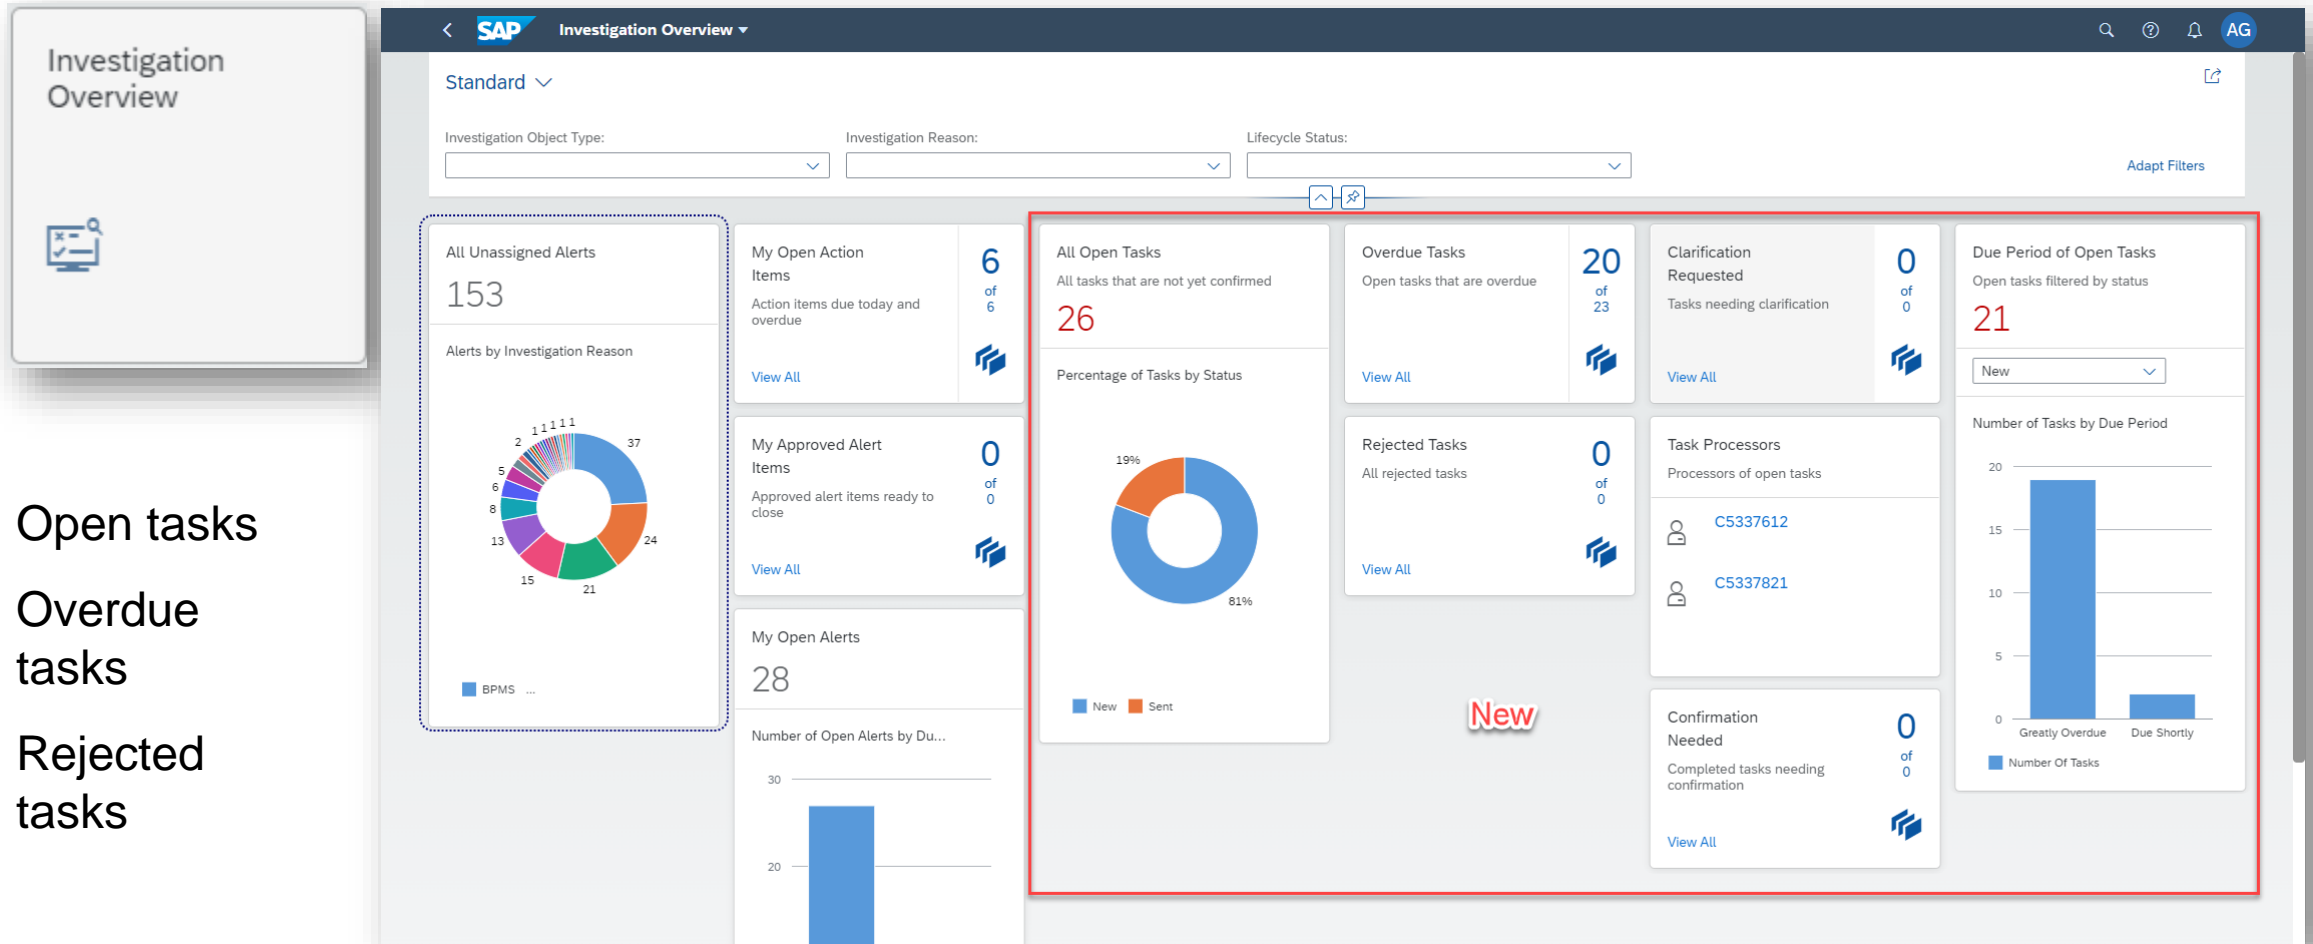 Investigation
Overview
Open tasks
Overdue
tasks
Rejected
tasks
SAP
Investigation Overview
AG
Standard
Investigation Object Type:
Investigation Reason:
Lifecycle Status:
Adapt Filters
All Unassigned Alerts
153
Alerts by Investigation Reason
2
1 1 1 1 1
37
5
6
8
13
24
15
21
BPMS ...
My Open Action
Items
Action items due today and
overdue
View All
6
of
6
My Approved Alert
Items
Approved alert items ready to
close
View All
0
of
0
My Open Alerts
28
Number of Open Alerts by Du...
30
20
All Open Tasks
All tasks that are not yet confirmed
26
Percentage of Tasks by Status
19%
81%
New
Sent
Overdue Tasks
Open tasks that are overdue
View All
20
of
23
Rejected Tasks
All rejected tasks
View All
0
of
0
New
Clarification
Requested
Tasks needing clarification
View All
0
of
0
Task Processors
Processors of open tasks
C5337612
C5337821
Confirmation
Needed
Completed tasks needing
confirmation
View All
0
of
0
Due Period of Open Tasks
Open tasks filtered by status
21
New
Number of Tasks by Due Period
20
15
10
5
0
Greatly Overdue
Due Shortly
Number Of Tasks